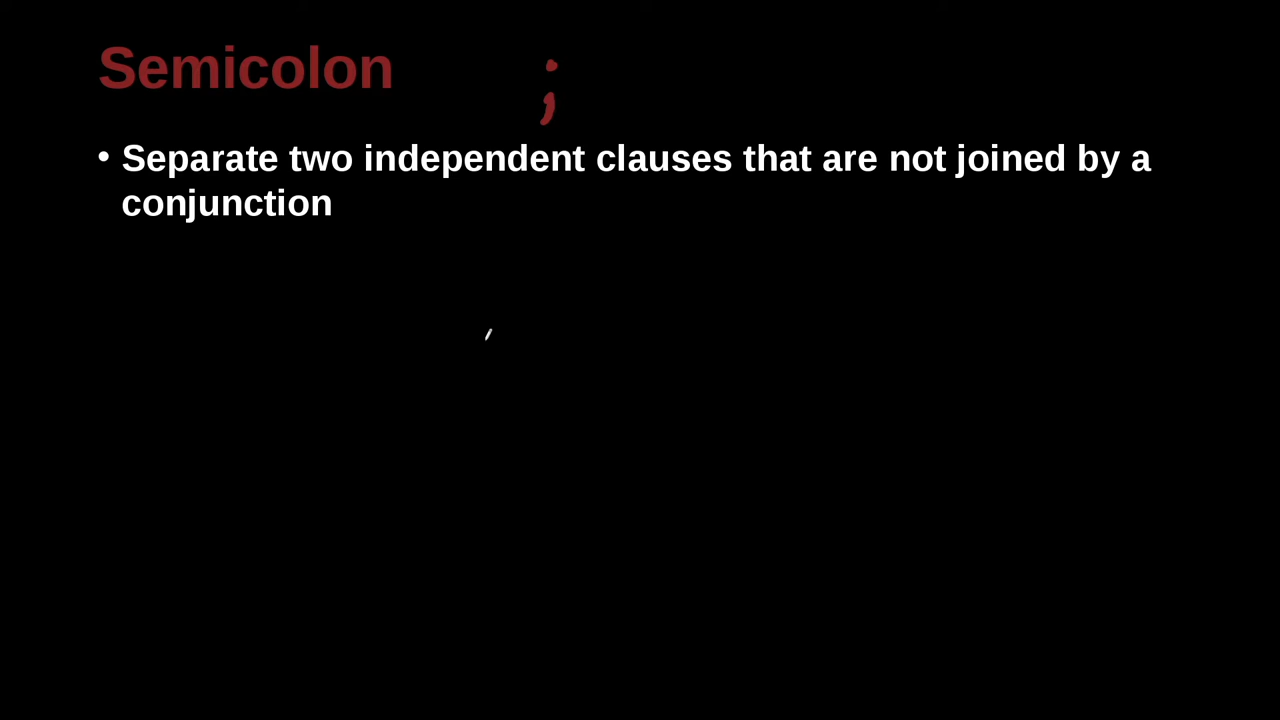 Semicolon ;
• Separate two independent clauses that are not joined by a
conjunction